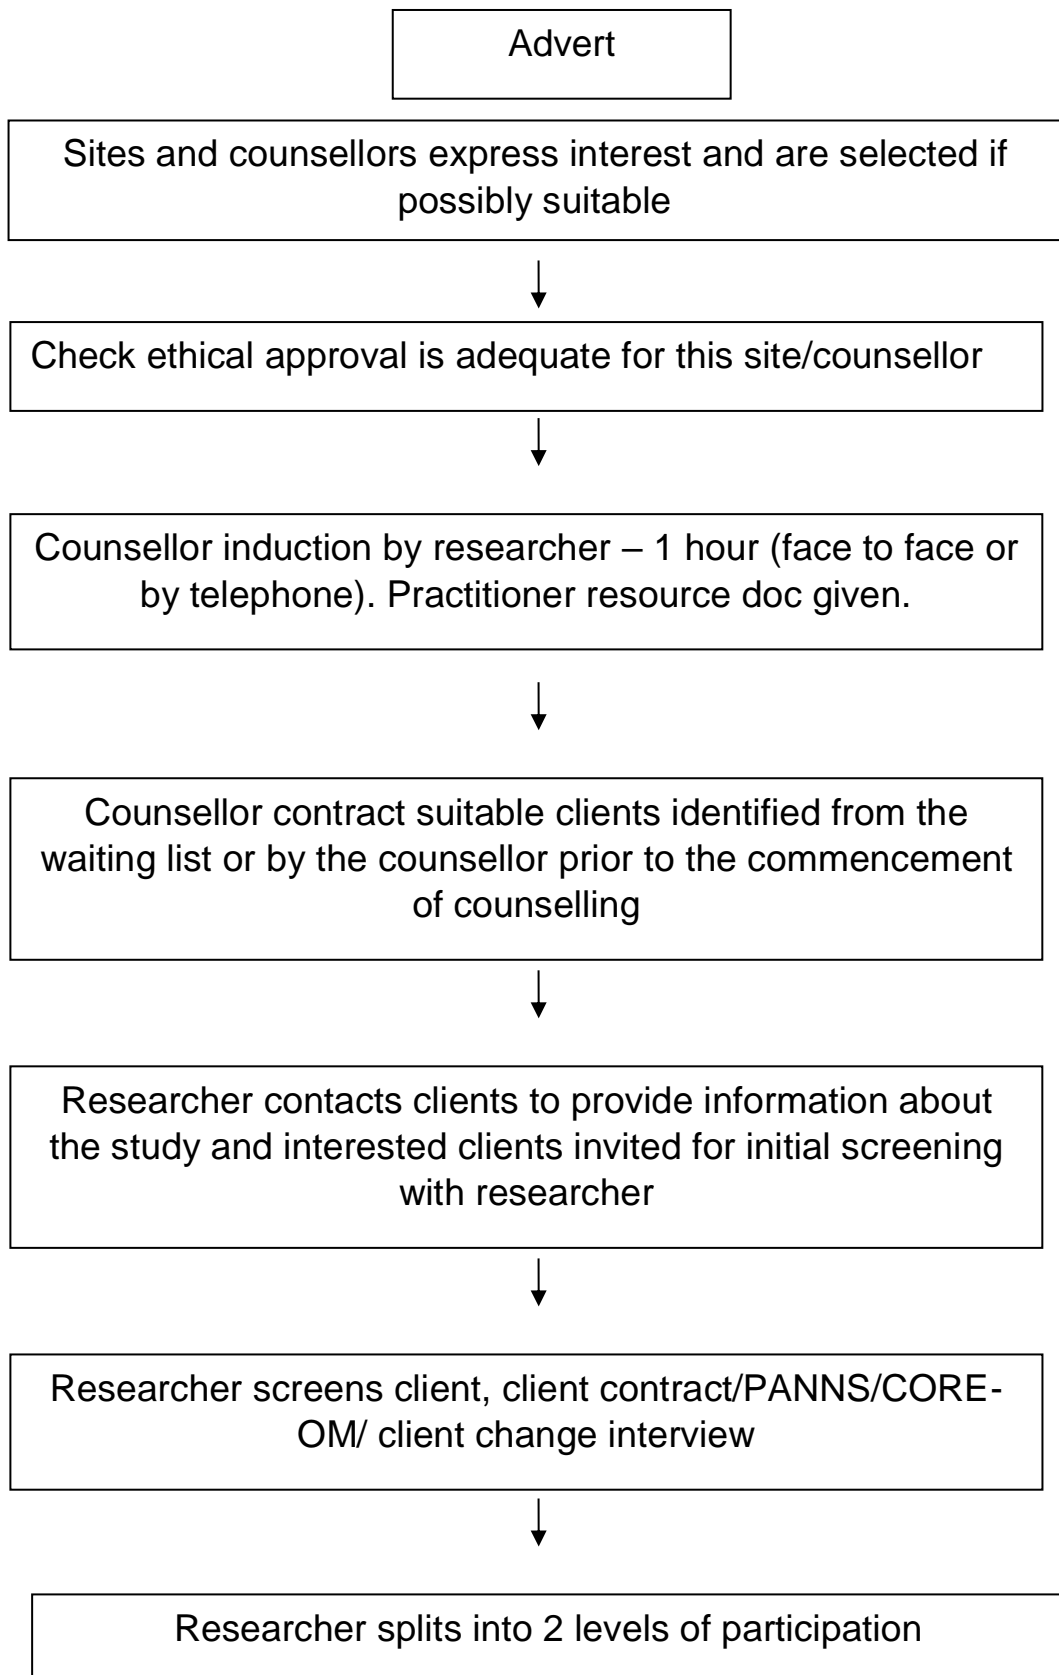 Advert
Sites and counsellors express interest and are selected if
possibly suitable
Check ethical approval is adequate for this site/counsellor
Counsellor induction by researcher – 1 hour (face to face or
by telephone). Practitioner resource doc given.
Counsellor contract suitable clients identified from the
waiting list or by the counsellor prior to the commencement
of counselling
Researcher contacts clients to provide information about
the study and interested clients invited for initial screening
with researcher
Researcher screens client, client contract/PANNS/CORE-
OM/ client change interview
Researcher splits into 2 levels of participation